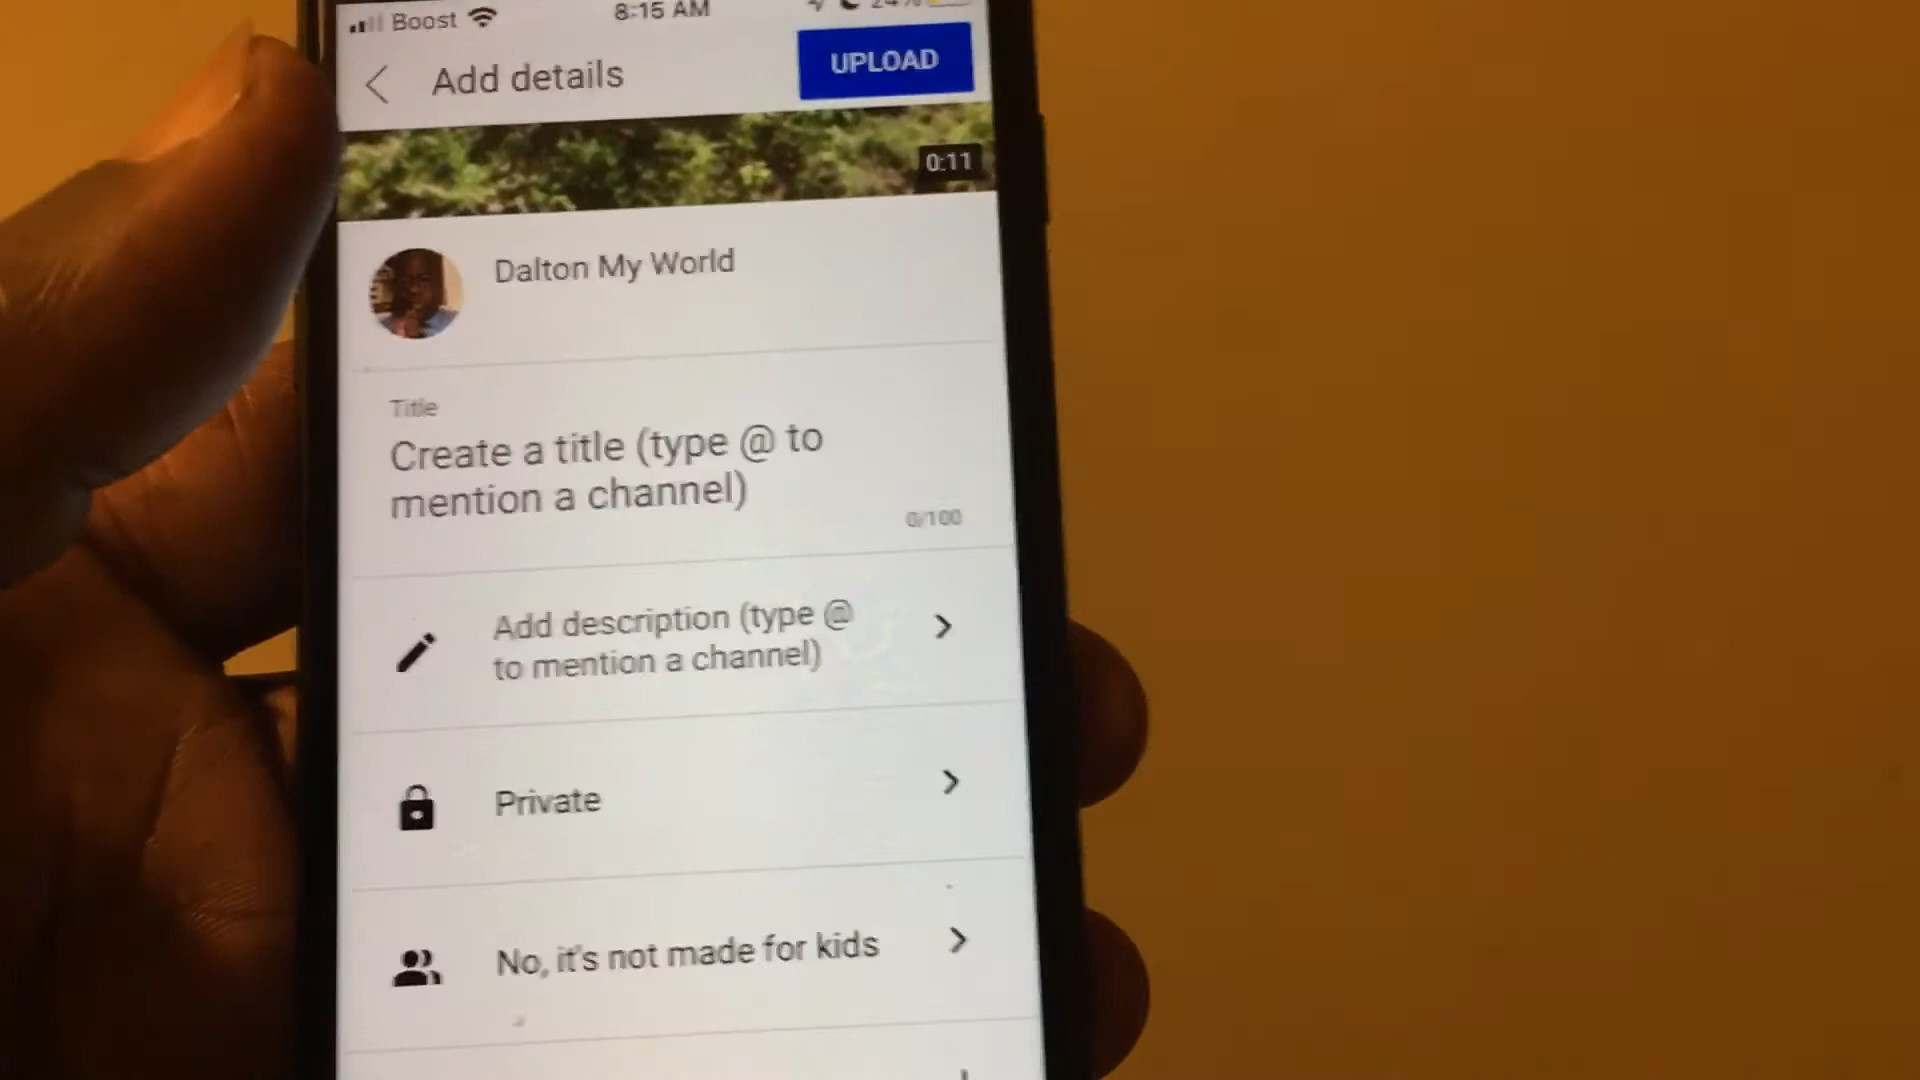 Boost 8:15 AM 24%
Add details UPLOAD
0:11
Dalton My World
Title
Create a title (type @ to
mention a channel)
0/100
Add description (type @
to mention a channel)
Private
No, it's not made for kids